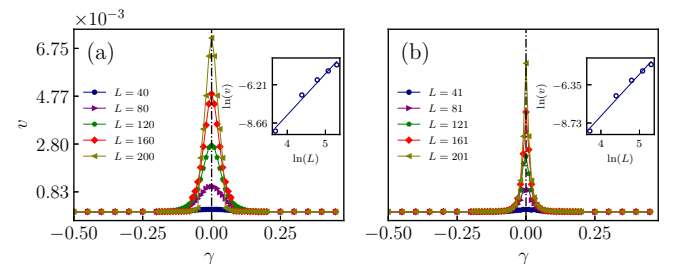 ×10⁻³
(a)
(b)
6.75
4.77
2.80
0.83
v
L = 40
L = 80
L = 120
L = 160
L = 200
−6.21
−8.66
ln(v)
4
5
ln(L)
−0.50
−0.25
0.00
0.25
γ
L = 41
L = 81
L = 121
L = 161
L = 201
−6.35
−8.73
ln(v)
4
5
ln(L)
−0.50
−0.25
0.00
0.25
γ